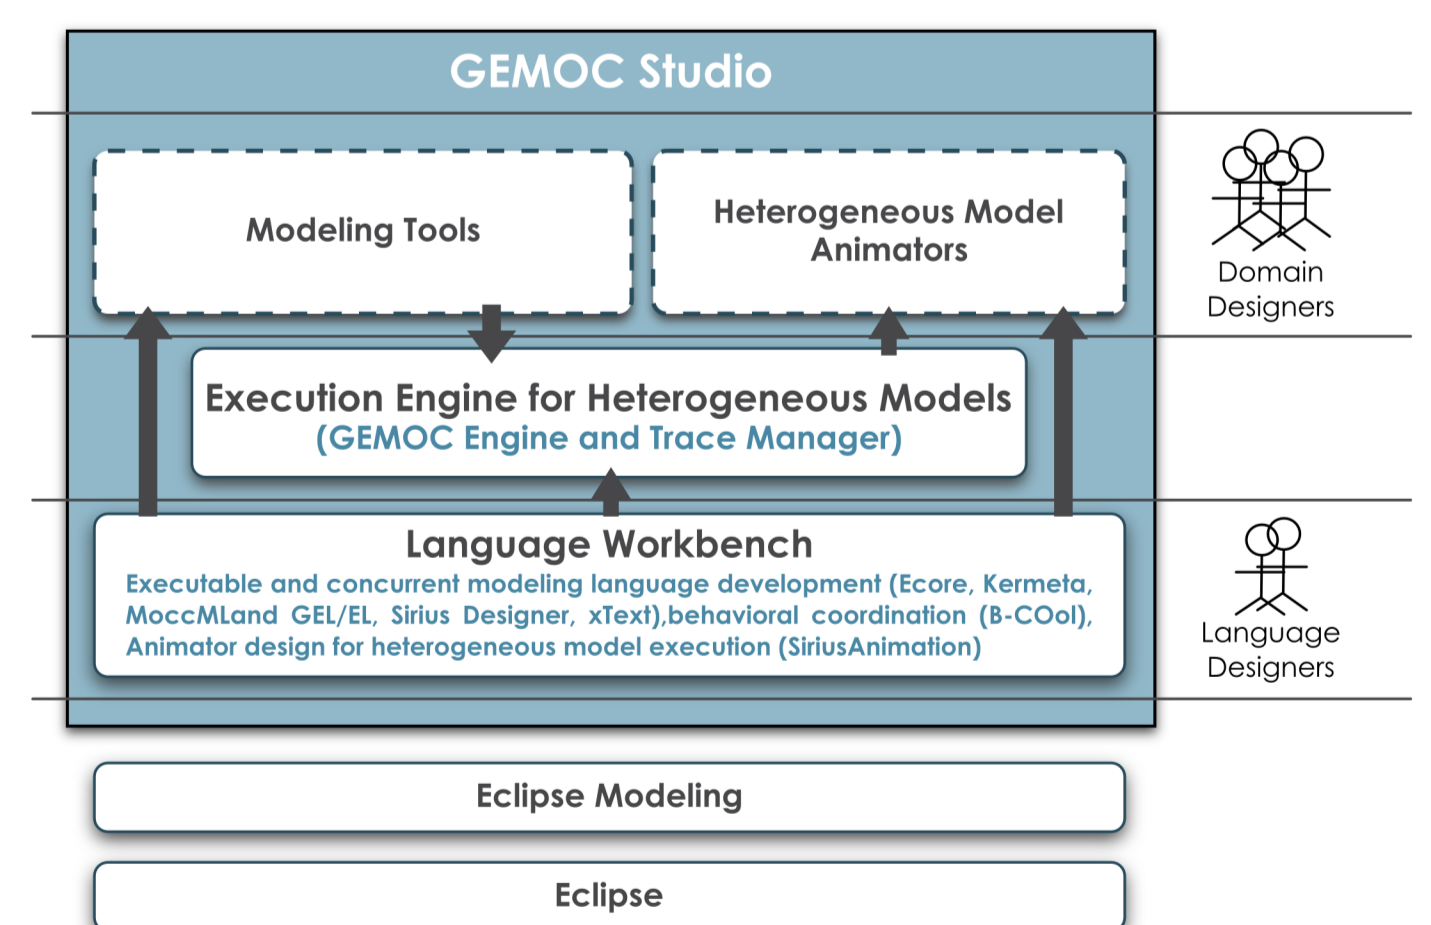 GEMOC Studio
Modeling Tools
Heterogeneous Model
Animators
Domain
Designers
Execution Engine for Heterogeneous Models
(GEMOC Engine and Trace Manager)
Language Workbench
Executable and concurrent modeling language development (Ecore, Kermeta,
MoccMLand GEL/EL, Sirius Designer, xText),behavioral coordination (B-COol),
Animator design for heterogeneous model execution (SiriusAnimation)
Language
Designers
Eclipse Modeling
Eclipse